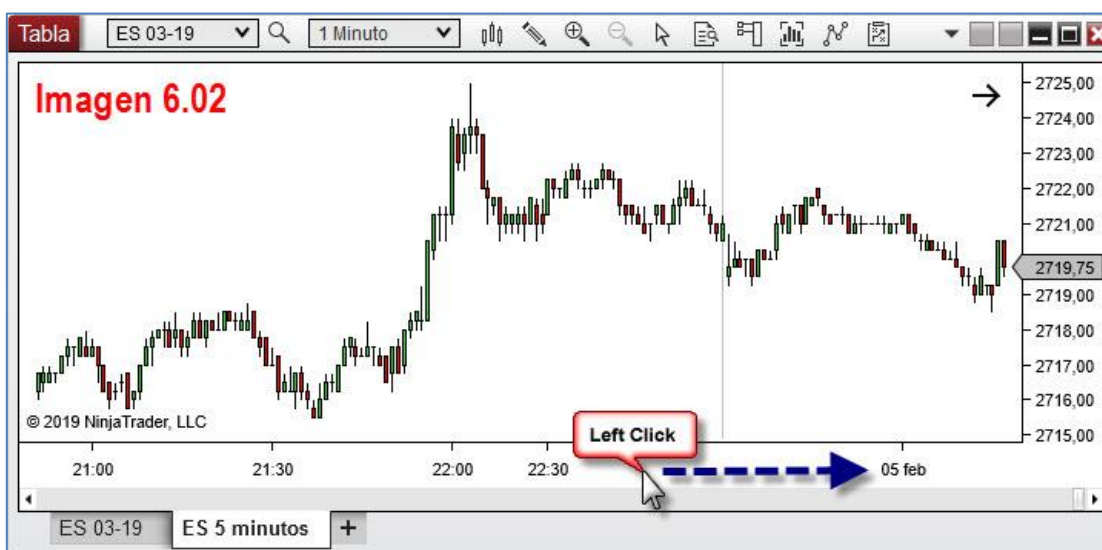 Tabla ES 03-19 1 Minuto
Imagen 6.02
2725,00
2724,00
2723,00
2722,00
2721,00
2719,75
2719,00
2718,00
2717,00
2716,00
2715,00
© 2019 NinjaTrader, LLC
Left Click
21:00 21:30 22:00 22:30 05 feb
ES 03-19 ES 5 minutos +